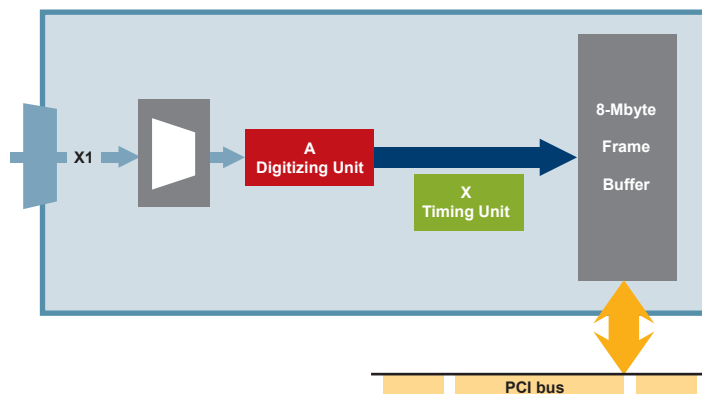 X1
A
Digitizing Unit
X
Timing Unit
8-Mbyte
Frame
Buffer
PCI bus